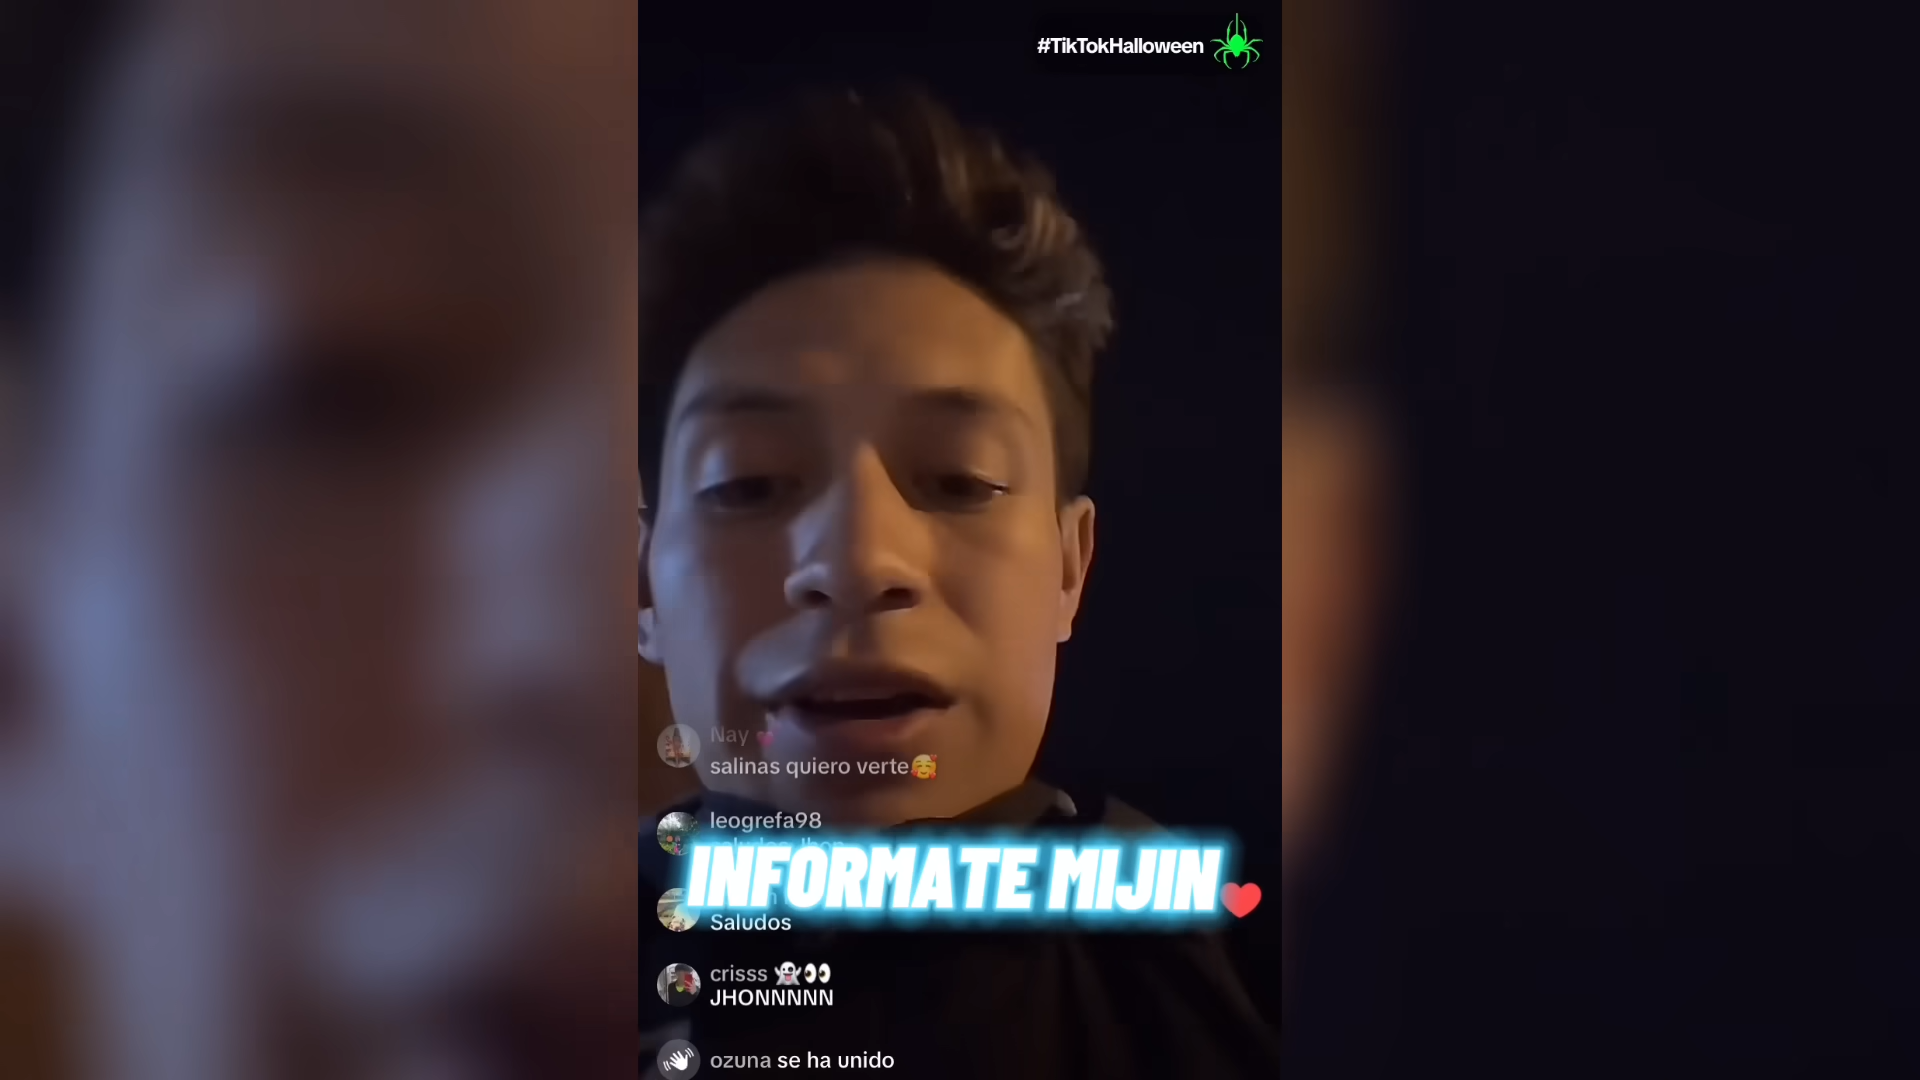 #TikTokHalloween
Nay
salinas quiero verte🥰
leogrefa98
INFORMATE MIJIN❤️
Saludos
crisss 👻👀
JHONNNNN
ozuna se ha unido